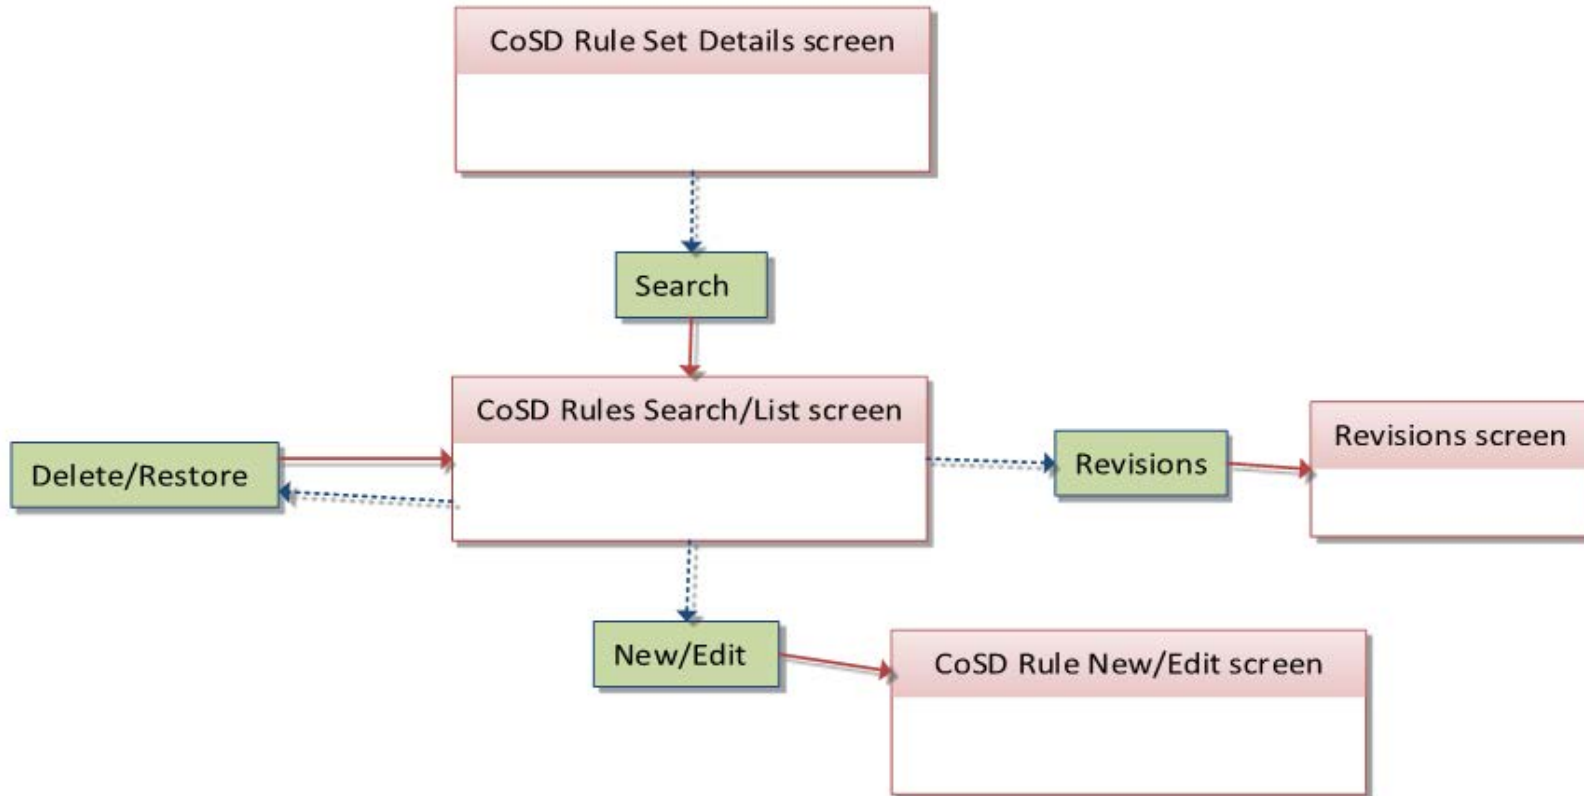 CoSD Rule Set Details screen
Search
CoSD Rules Search/List screen
Delete/Restore
Revisions
Revisions screen
New/Edit
CoSD Rule New/Edit screen